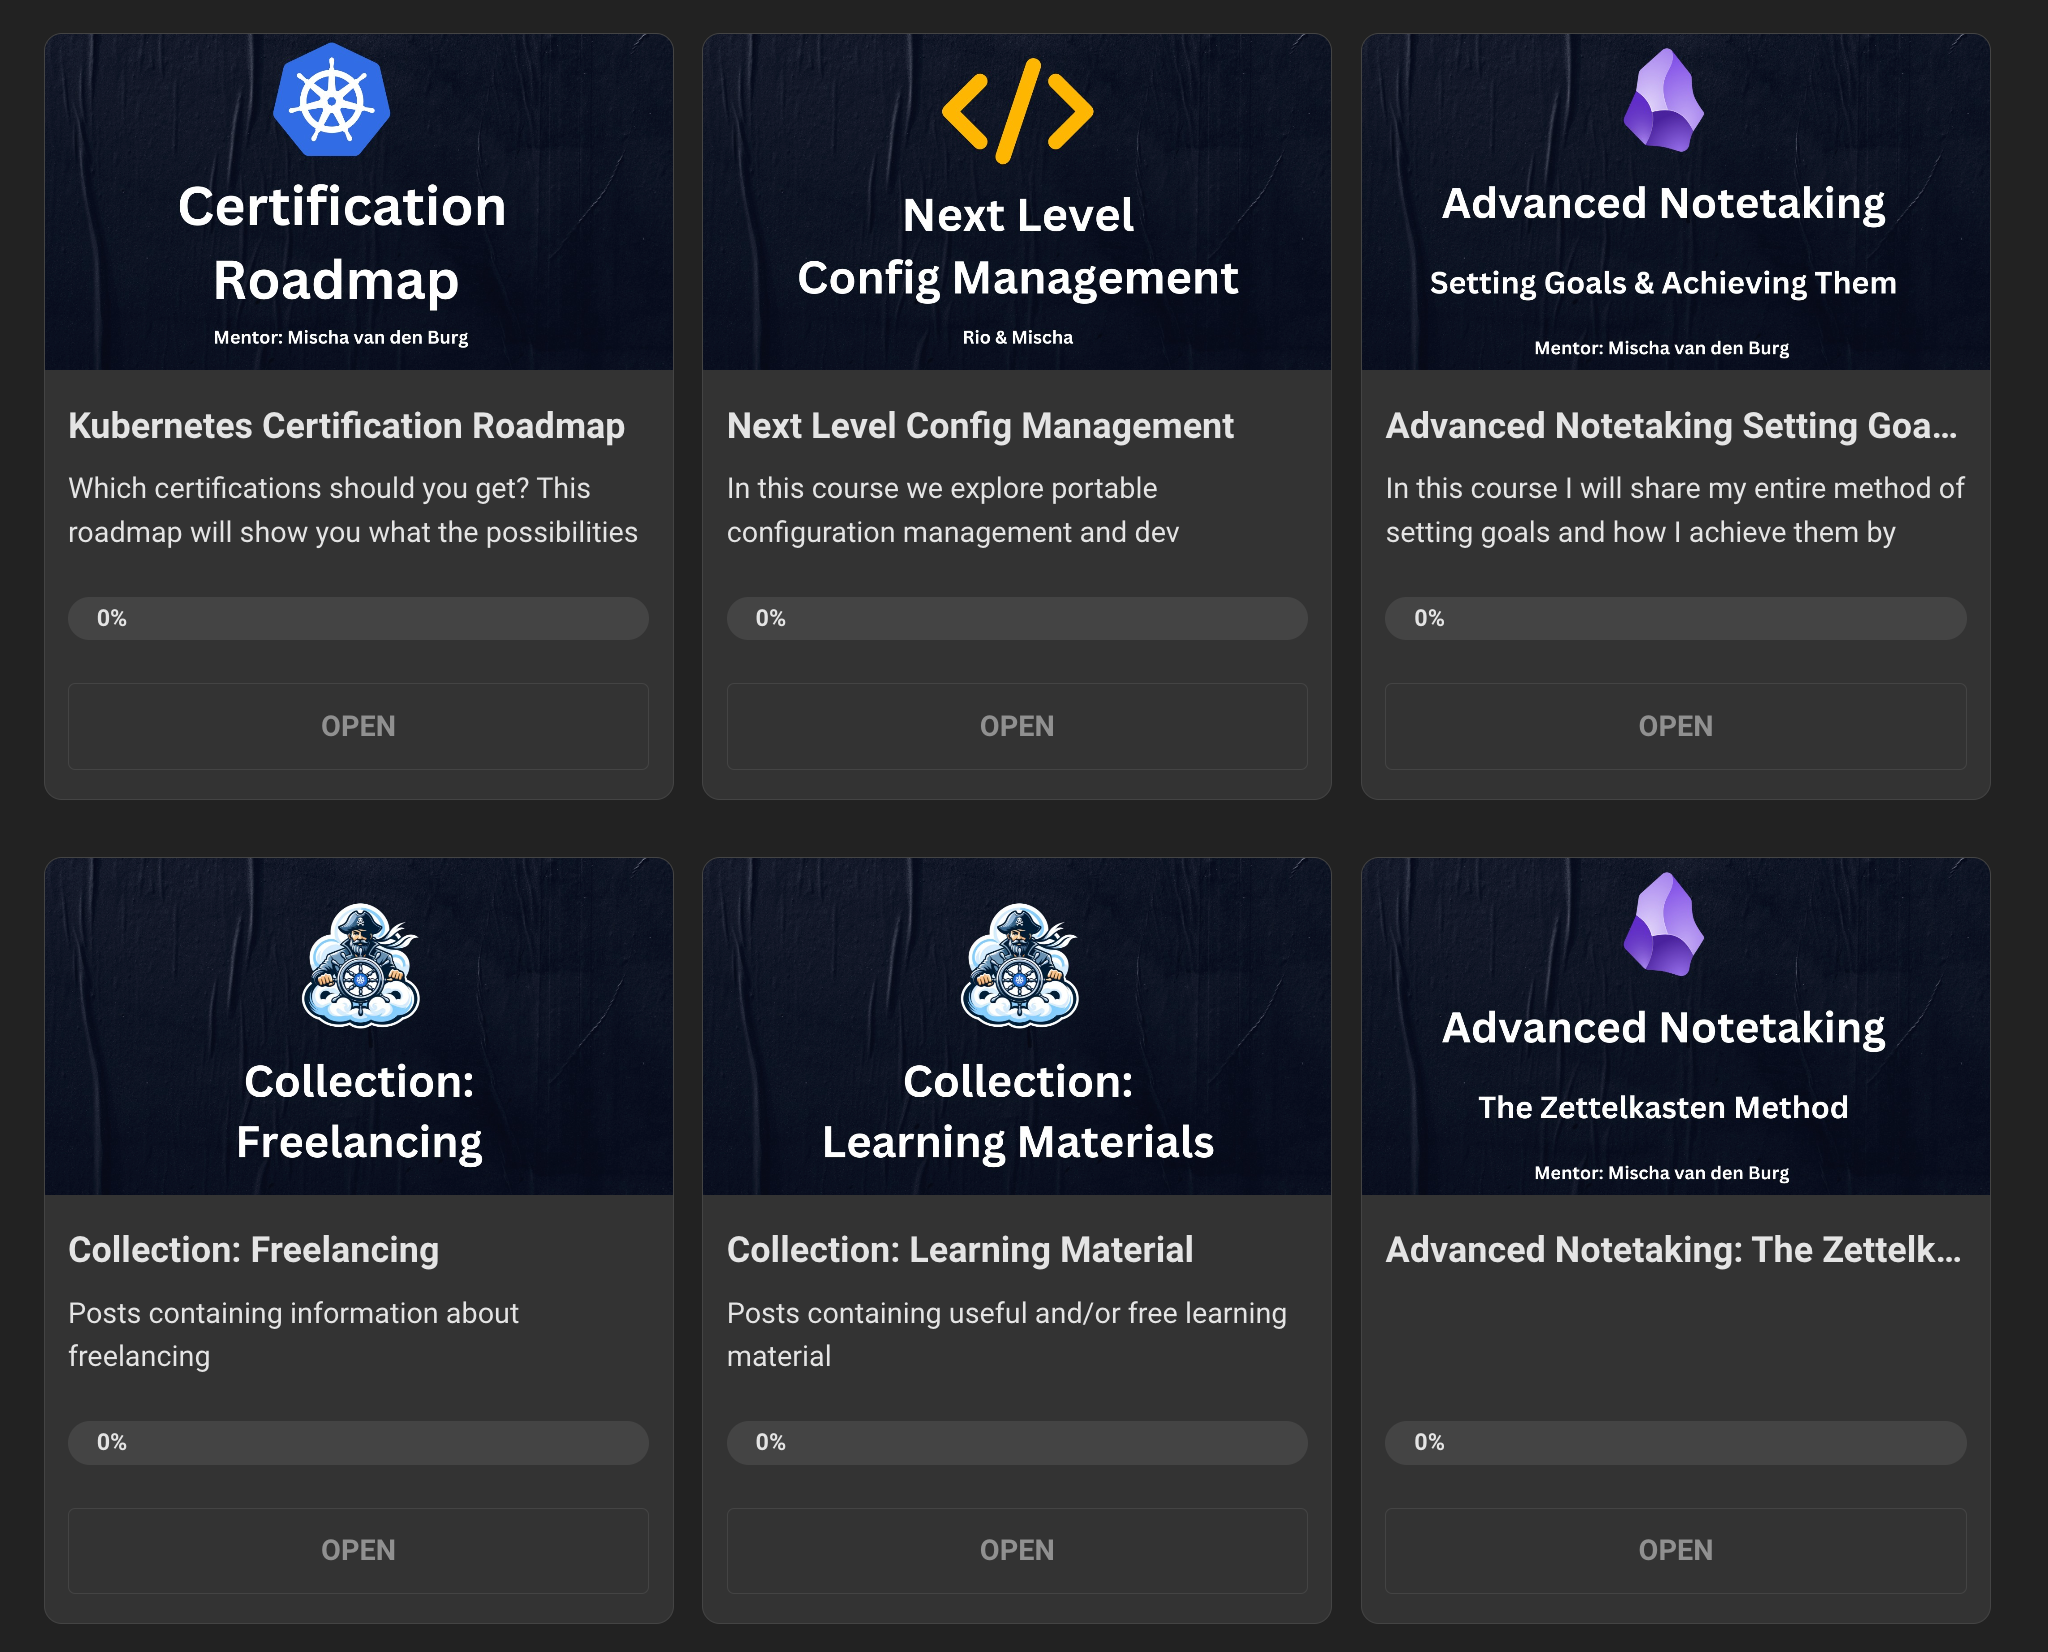 Certification
Roadmap
Mentor: Mischa van den Burg
Kubernetes Certification Roadmap
Which certifications should you get? This
roadmap will show you what the possibilities
0%
OPEN
Next Level
Config Management
Rio & Mischa
Next Level Config Management
In this course we explore portable
configuration management and dev
0%
OPEN
Advanced Notetaking
Setting Goals & Achieving Them
Mentor: Mischa van den Burg
Advanced Notetaking Setting Goa...
In this course I will share my entire method of
setting goals and how I achieve them by
0%
OPEN
Collection:
Freelancing
Collection: Freelancing
Posts containing information about
freelancing
0%
OPEN
Collection:
Learning Materials
Collection: Learning Material
Posts containing useful and/or free learning
material
0%
OPEN
Advanced Notetaking
The Zettelkasten Method
Mentor: Mischa van den Burg
Advanced Notetaking: The Zettelk...
0%
OPEN